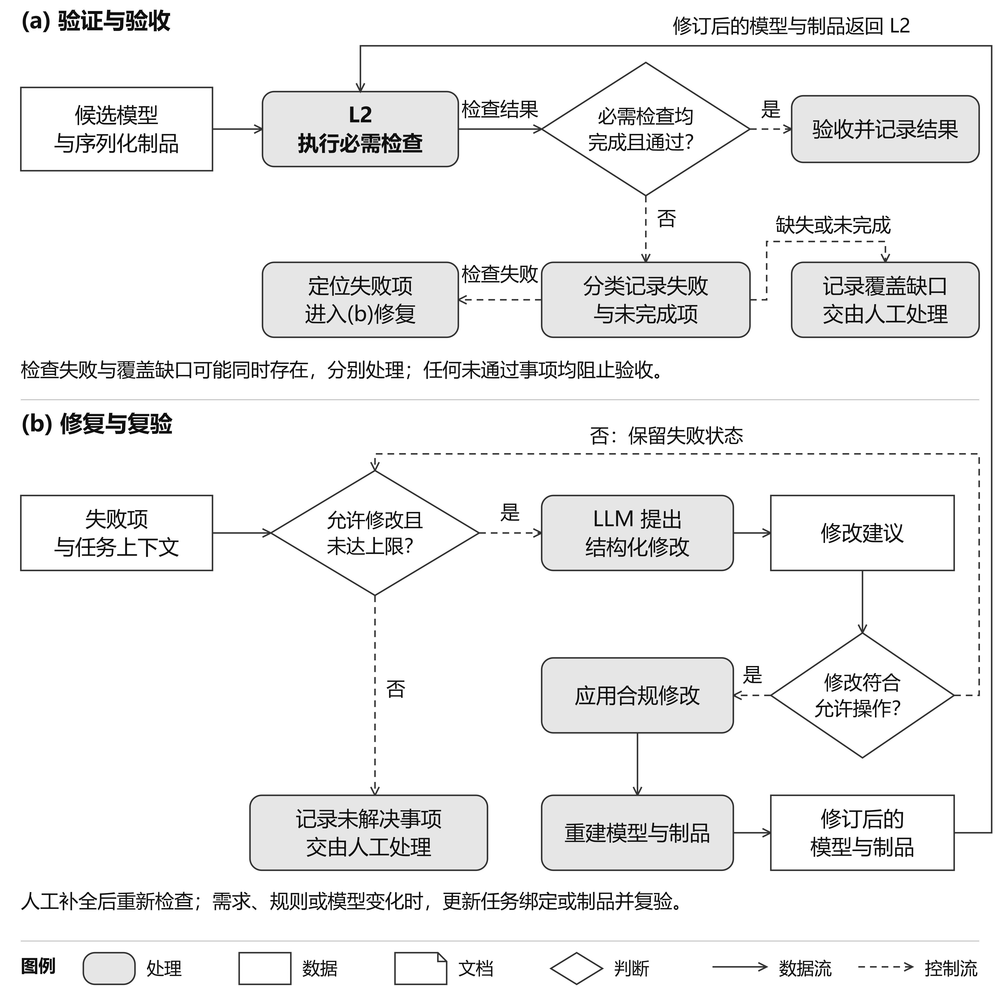 (a) 验证与验收
修订后的模型与制品返回 L2
候选模型
与序列化制品
L2
执行必需检查
检查结果
必需检查均
完成且通过?
是
验收并记录结果
否
缺失或未完成
定位失败项
进入(b)修复
检查失败
分类记录失败
与未完成项
记录覆盖缺口
交由人工处理
检查失败与覆盖缺口可能同时存在，分别处理；任何未通过事项均阻止验收。
(b) 修复与复验
否：保留失败状态
失败项
与任务上下文
允许修改且
未达上限?
是
LLM 提出
结构化修改
修改建议
否
应用合规修改
是
修改符合
允许操作?
记录未解决事项
交由人工处理
重建模型与制品
修订后的
模型与制品
人工补全后重新检查；需求、规则或模型变化时，更新任务绑定或制品并复验。
图例
处理
数据
文档
判断
数据流
控制流